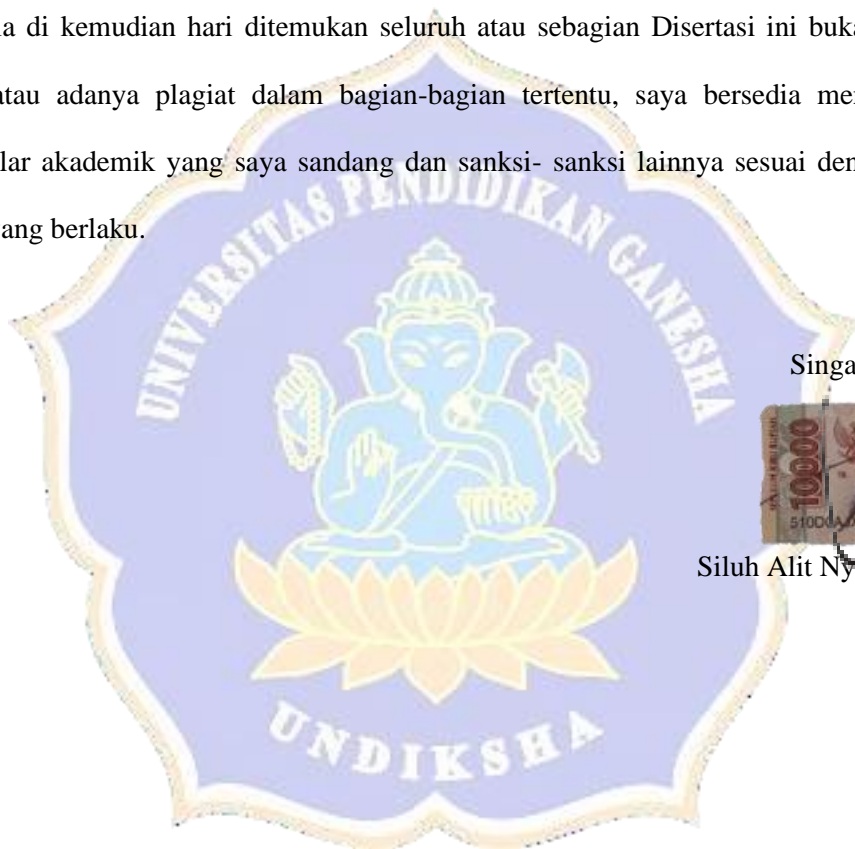 a di kemudian hari ditemukan seluruh atau sebagian Disertasi ini buka
atau adanya plagiat dalam bagian-bagian tertentu, saya bersedia mer
lar akademik yang saya sandang dan sanksi- sanksi lainnya sesuai den
ang berlaku.
UNIVERSITAS PENDIDIKAN GANESHA
Singa
10000
Siluh Alit Ny
UNDIKSHA